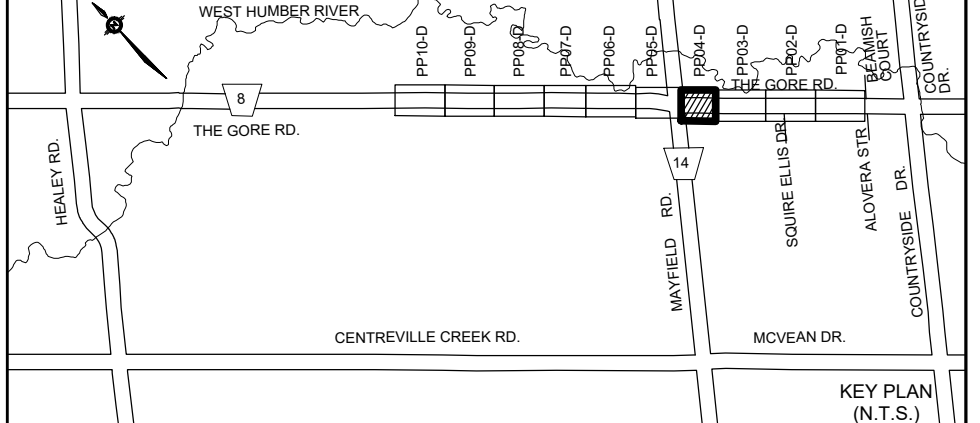 WEST HUMBER RIVER
PP10-D
PP09-D
PP08-D
PP07-D
PP06-D
PP05-D
PP04-D
PP03-D
PP02-D
PP01-D
BEAMISH
COURT
COUNTRYSIDE
DR.
THE GORE RD.
8
THE GORE RD.
14
HEALEY RD.
MAYFIELD RD.
SQUIRE ELLIS DR.
ALOVERA STR
COUNTRYSIDE DR.
CENTREVILLE CREEK RD.
MCVEAN DR.
KEY PLAN
(N.T.S.)